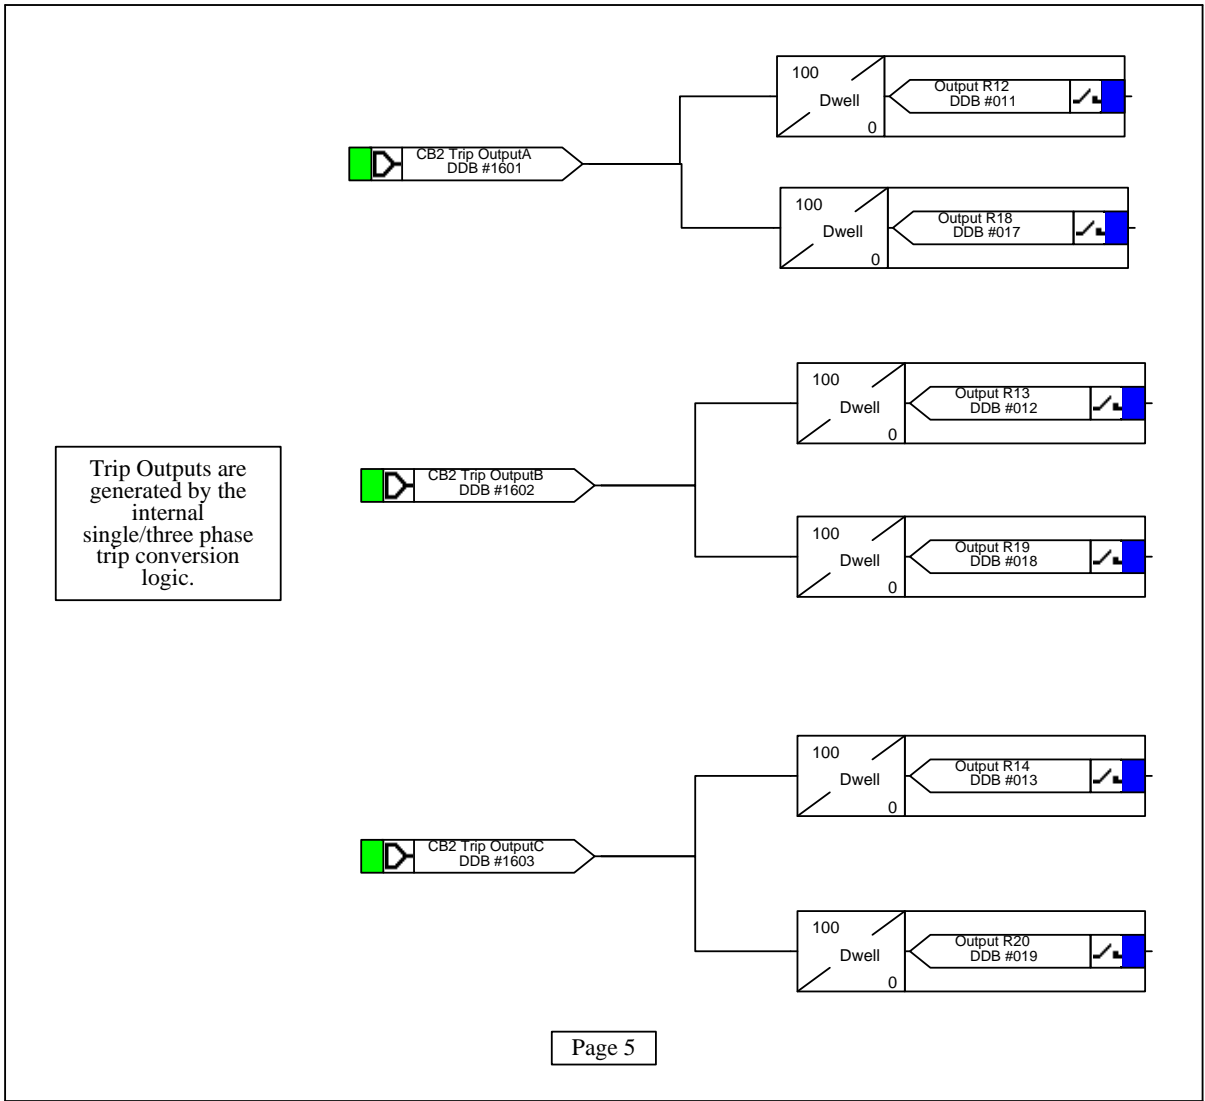 100
Dwell
0
Output R12
DDB #011
CB2 Trip OutputA
DDB #1601
100
Dwell
0
Output R18
DDB #017
100
Dwell
0
Output R13
DDB #012
Trip Outputs are
generated by the
internal
single/three phase
trip conversion
logic.
CB2 Trip OutputB
DDB #1602
100
Dwell
0
Output R19
DDB #018
100
Dwell
0
Output R14
DDB #013
CB2 Trip OutputC
DDB #1603
100
Dwell
0
Output R20
DDB #019
Page 5